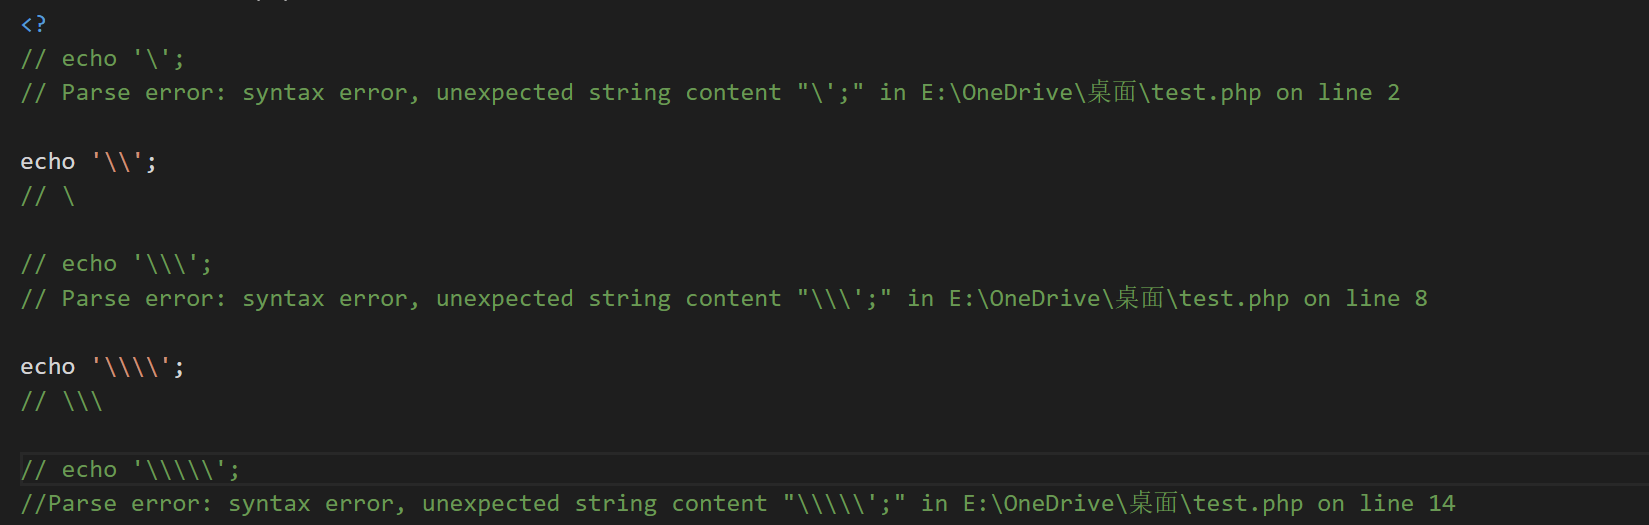 <?
// echo '\';
// Parse error: syntax error, unexpected string content "\';" in E:\OneDrive\桌面\test.php on line 2
echo '\\';
// \
// echo '\\\';
// Parse error: syntax error, unexpected string content "\\\';" in E:\OneDrive\桌面\test.php on line 8
echo '\\\\';
// \\\
// echo '\\\\\';
//Parse error: syntax error, unexpected string content "\\\\\';" in E:\OneDrive\桌面\test.php on line 14